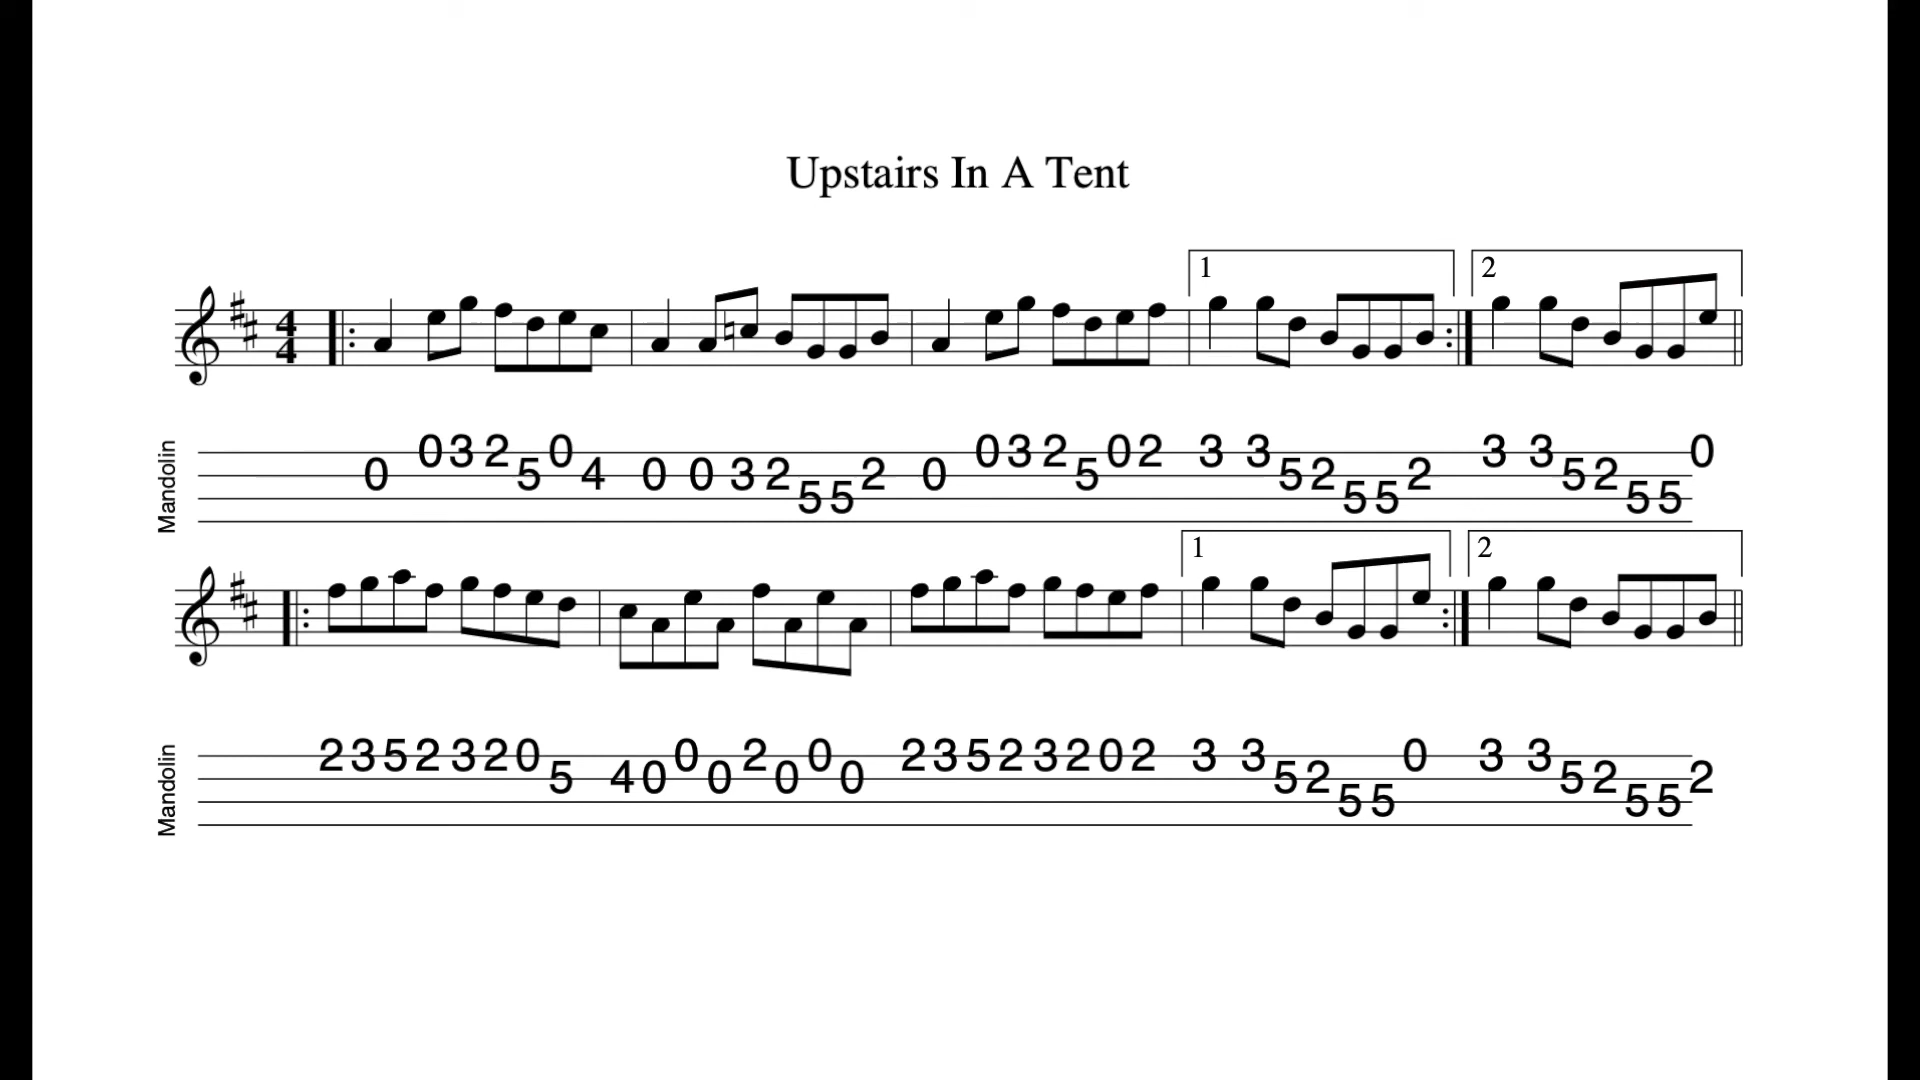 Upstairs In A Tent
1
2
4
4
Mandolin
0 0 3 2 5 0 4 0 0 3 2 5 5 2 0 0 3 2 5 0 2 3 3 5 2 5 5 2 3 3 5 2 5 5 0
1
2
Mandolin
2 3 5 2 3 2 0 5 4 0 0 0 2 0 0 0 2 3 5 2 3 2 0 2 3 3 5 2 5 5 0 3 3 5 2 5 5 2